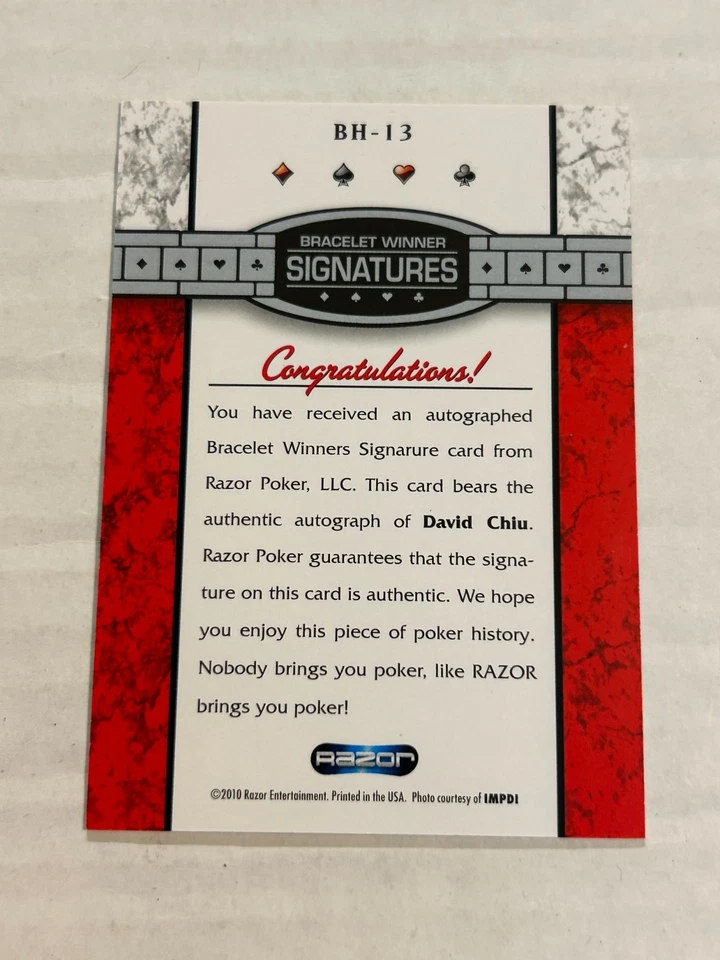 BH-13
BRACELET WINNER
SIGNATURES
Congratulations!
You have received an autographed
Bracelet Winners Signarure card from
Razor Poker, LLC. This card bears the
authentic autograph of David Chiu.
Razor Poker guarantees that the signa-
ture on this card is authentic. We hope
you enjoy this piece of poker history.
Nobody brings you poker, like RAZOR
brings you poker!
Razor
©2010 Razor Entertainment. Printed in the USA. Photo courtesy of IMPDI